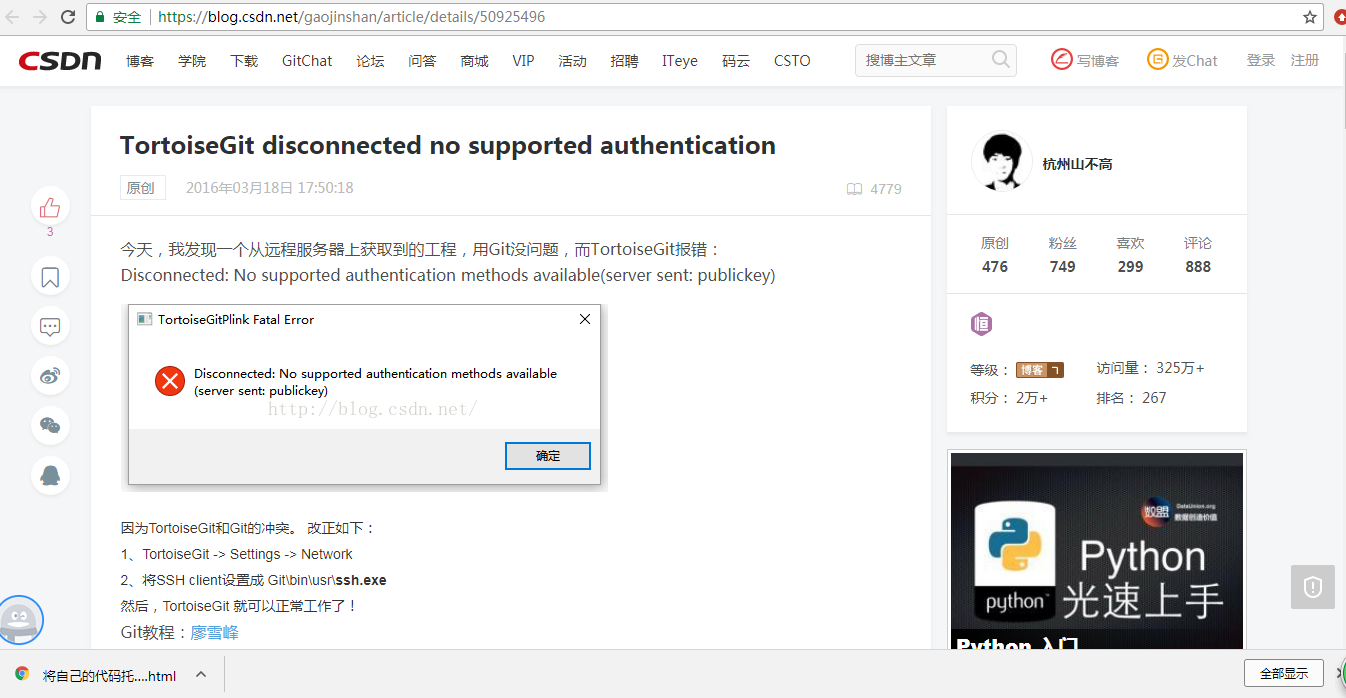 安全 https://blog.csdn.net/gaojinshan/article/details/50925496
CSDN 博客 学院 下载 GitChat 论坛 问答 商城 VIP 活动 招聘 ITeye 码云 CSTO 搜博主文章 写博客 发Chat 登录 注册
TortoiseGit disconnected no supported authentication
原创 2016年03月18日 17:50:18 4779
3
今天，我发现一个从远程服务器上获取到的工程，用Git没问题，而TortoiseGit报错：
Disconnected: No supported authentication methods available(server sent: publickey)
TortoiseGitPlink Fatal Error
Disconnected: No supported authentication methods available
(server sent: publickey)
http://blog.csdn.net/
确定
因为TortoiseGit和Git的冲突。 改正如下：
1、TortoiseGit -> Settings -> Network
2、将SSH client设置成 Git\bin\usr\ssh.exe
然后，TortoiseGit 就可以正常工作了！
Git教程：廖雪峰
杭州山不高
原创 粉丝 喜欢 评论
476 749 299 888
恒
等级： 博客 7 访问量： 325万+
积分： 2万+ 排名： 267
数盟 DataUnion.org
数据创造价值
Python
python 光速上手
Python 入门
将自己的代码托....html
全部显示